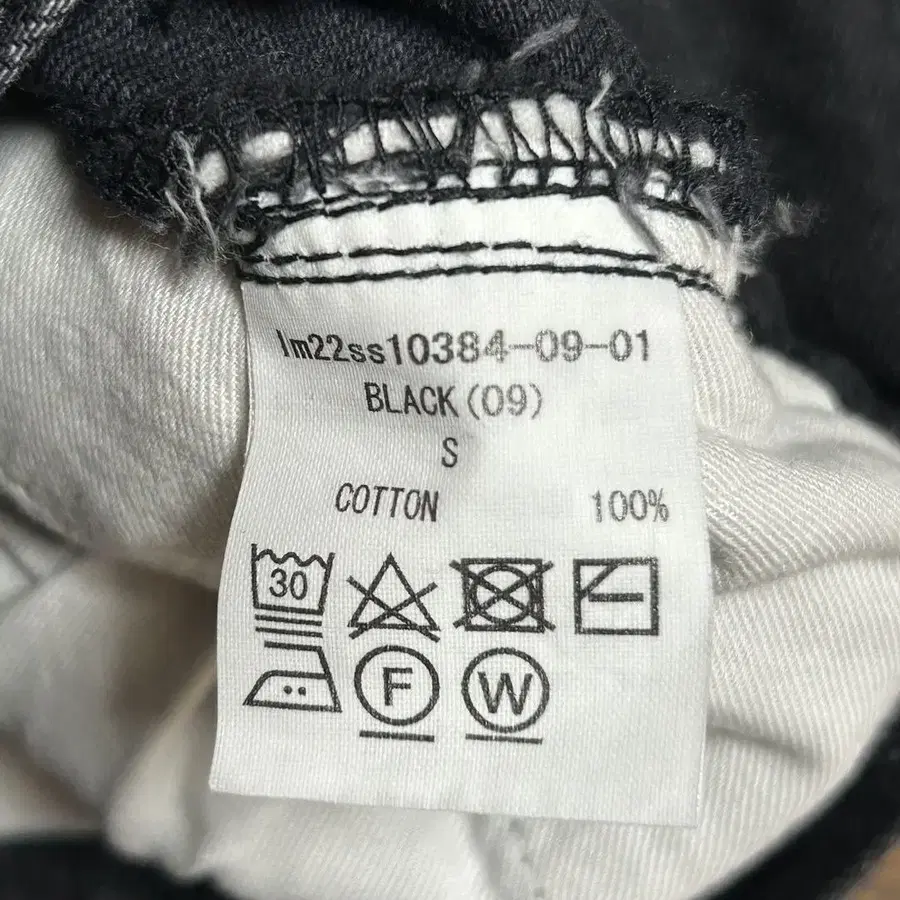 lm22ss10384-09-01
BLACK(09)
S
COTTON 100%
30
F W